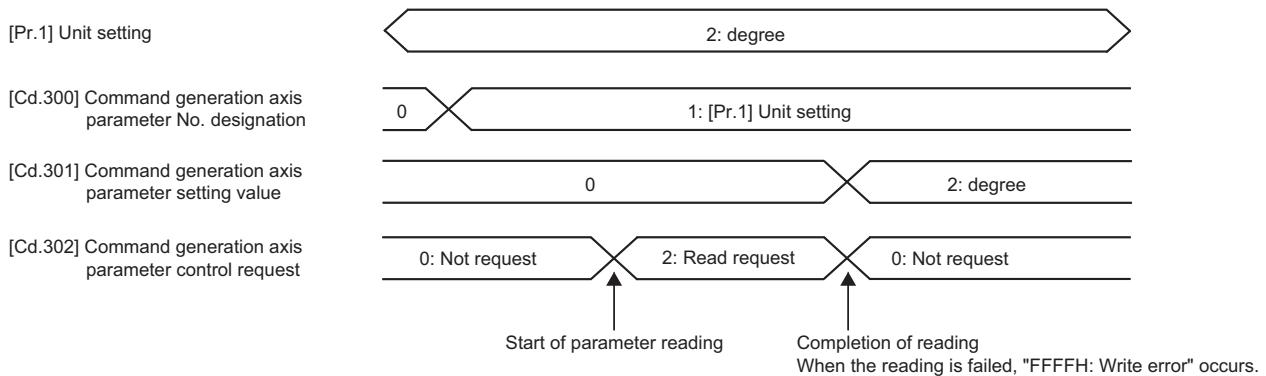 [Pr.1] Unit setting
2: degree
[Cd.300] Command generation axis
parameter No. designation
0
1: [Pr.1] Unit setting
[Cd.301] Command generation axis
parameter setting value
0
2: degree
[Cd.302] Command generation axis
parameter control request
0: Not request
2: Read request
0: Not request
Start of parameter reading
Completion of reading
When the reading is failed, "FFFFH: Write error" occurs.